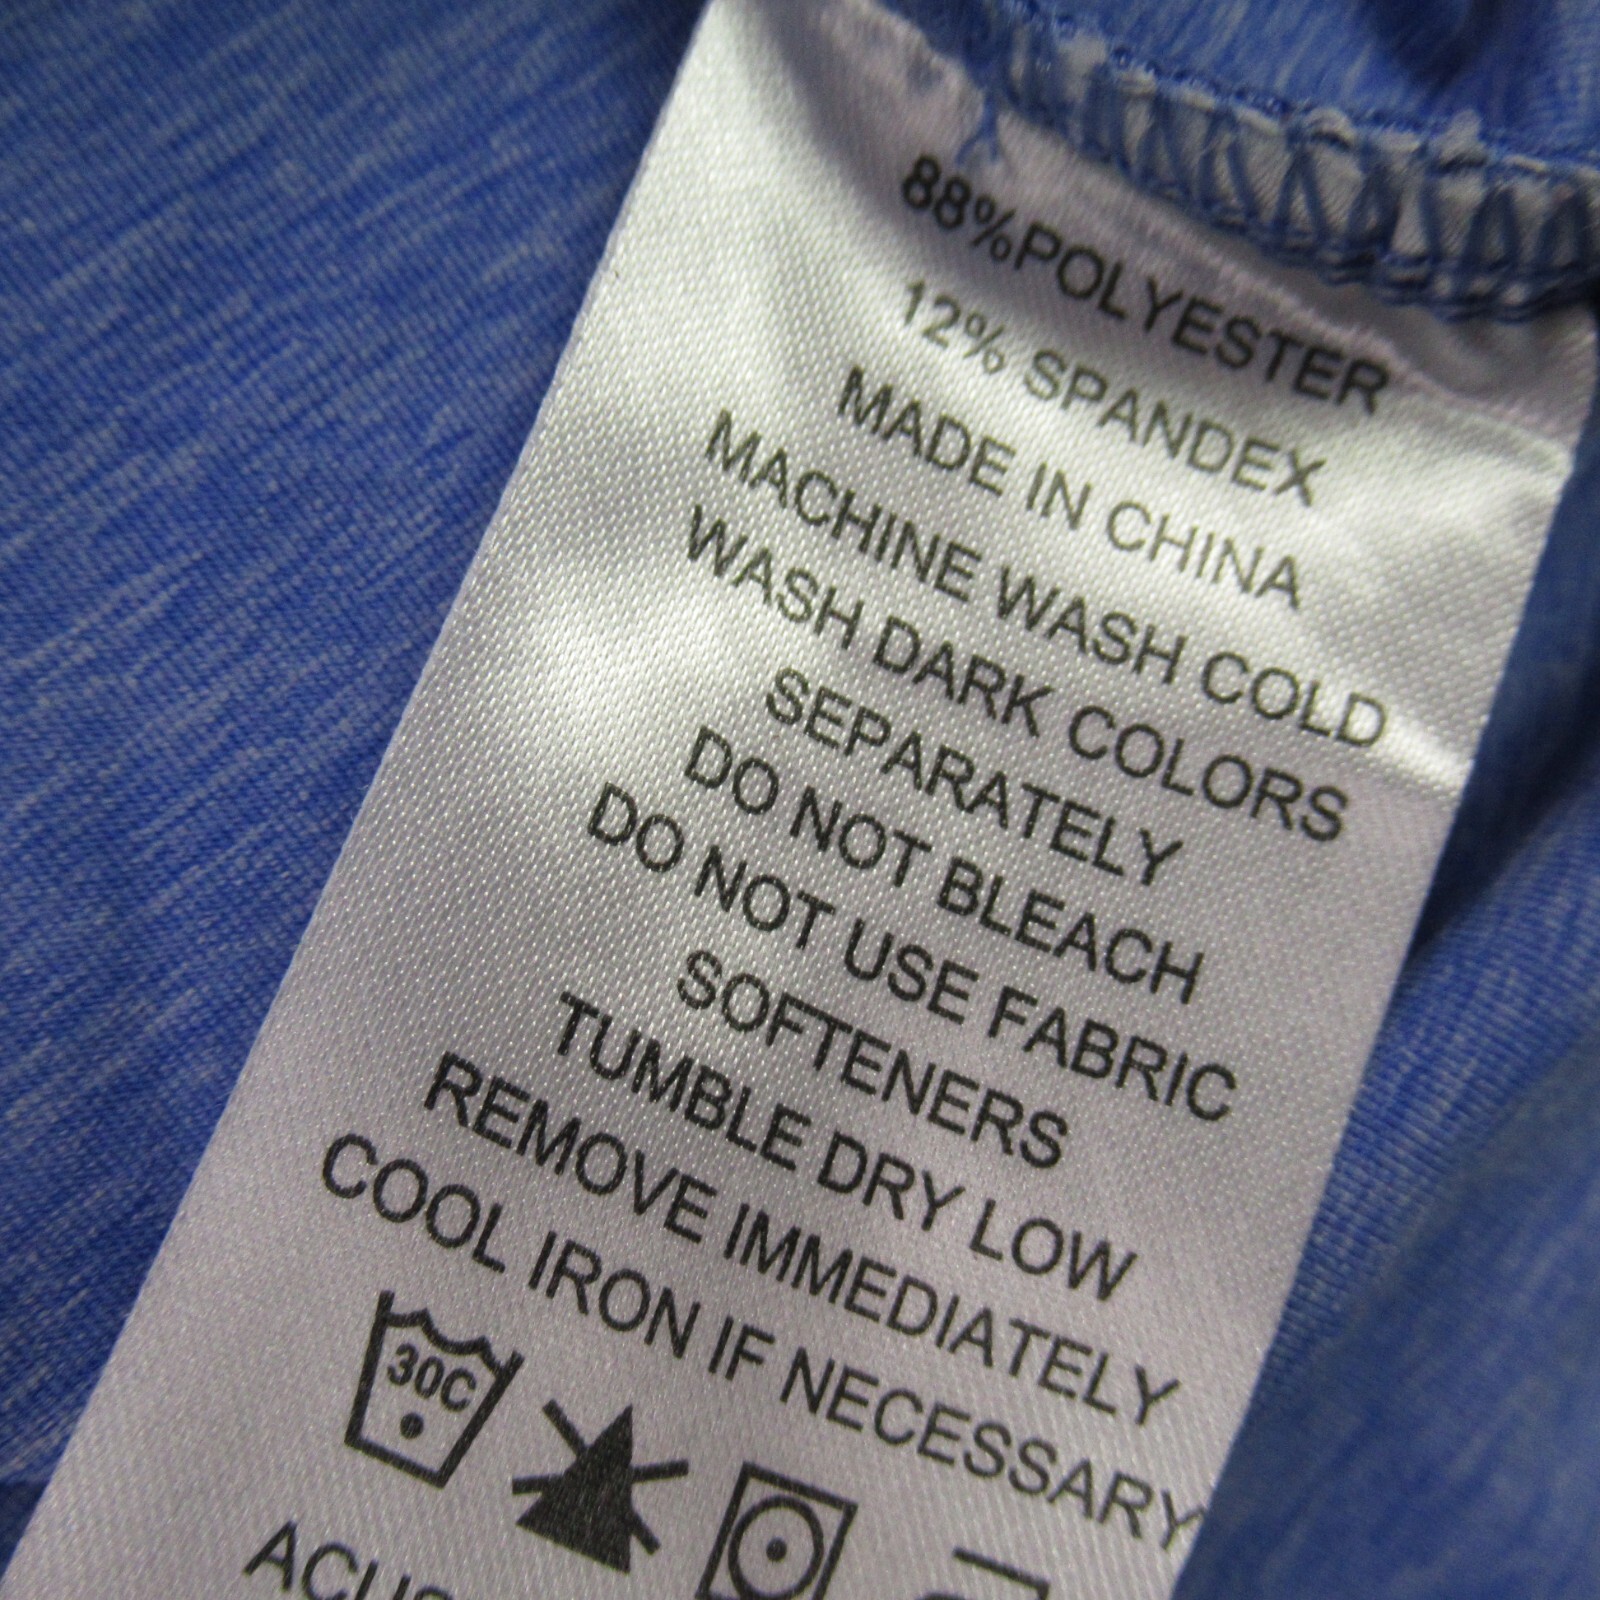 88%POLYESTER
12% SPANDEX
MADE IN CHINA
MACHINE WASH COLD
WASH DARK COLORS
SEPARATELY
DO NOT BLEACH
DO NOT USE FABRIC
SOFTENERS
TUMBLE DRY LOW
REMOVE IMMEDIATELY
COOL IRON IF NECESSARY
30C